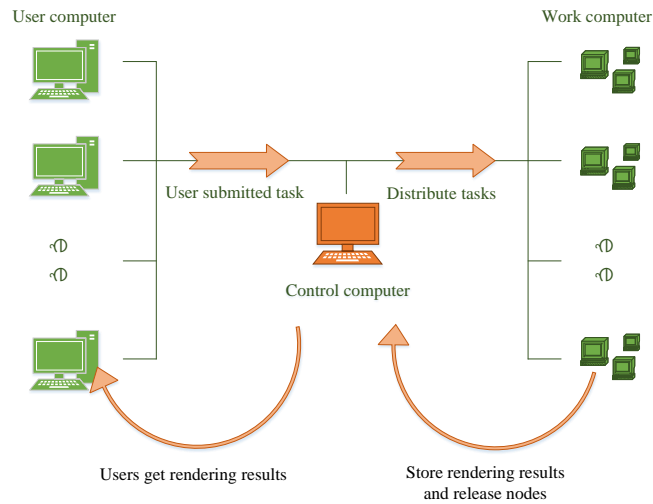 User computer
Work computer
User submitted task
Distribute tasks
Control computer
Users get rendering results
Store rendering results
and release nodes